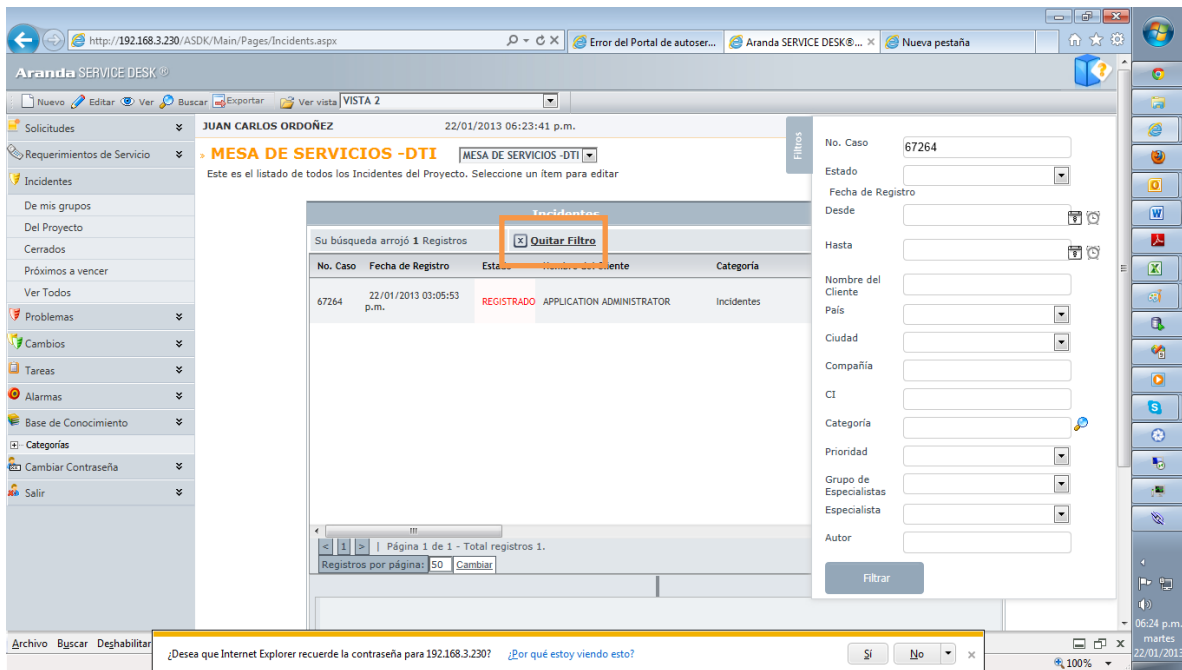 http://192.168.3.230/ASDK/Main/Pages/Incidents.aspx
Error del Portal de autoser...
Aranda SERVICE DESK®...
Nueva pestaña
Aranda SERVICE DESK ®
Nuevo Editar Ver Buscar Exportar Ver vista VISTA 2
Solicitudes
Requerimientos de Servicio
Incidentes
De mis grupos
Del Proyecto
Cerrados
Próximos a vencer
Ver Todos
Problemas
Cambios
Tareas
Alarmas
Base de Conocimiento
Categorías
Cambiar Contraseña
Salir
JUAN CARLOS ORDOÑEZ 22/01/2013 06:23:41 p.m.
» MESA DE SERVICIOS -DTI MESA DE SERVICIOS -DTI
Este es el listado de todos los Incidentes del Proyecto. Seleccione un ítem para editar
Incidentes
Su búsqueda arrojó 1 Registros x Quitar Filtro
No. Caso Fecha de Registro Estado Nombre del Cliente Categoría
67264 22/01/2013 03:05:53 p.m. REGISTRADO APPLICATION ADMINISTRATOR Incidentes
< 1 > | Página 1 de 1 - Total registros 1.
Registros por página: 50 Cambiar
Filtros
No. Caso 67264
Estado
Fecha de Registro
Desde
Hasta
Nombre del Cliente
País
Ciudad
Compañía
CI
Categoría
Prioridad
Grupo de Especialistas
Especialista
Autor
Filtrar
Archivo Buscar Deshabilitar
¿Desea que Internet Explorer recuerde la contraseña para 192.168.3.230? ¿Por qué estoy viendo esto? Sí No
100%
06:24 p.m.
martes
22/01/2013